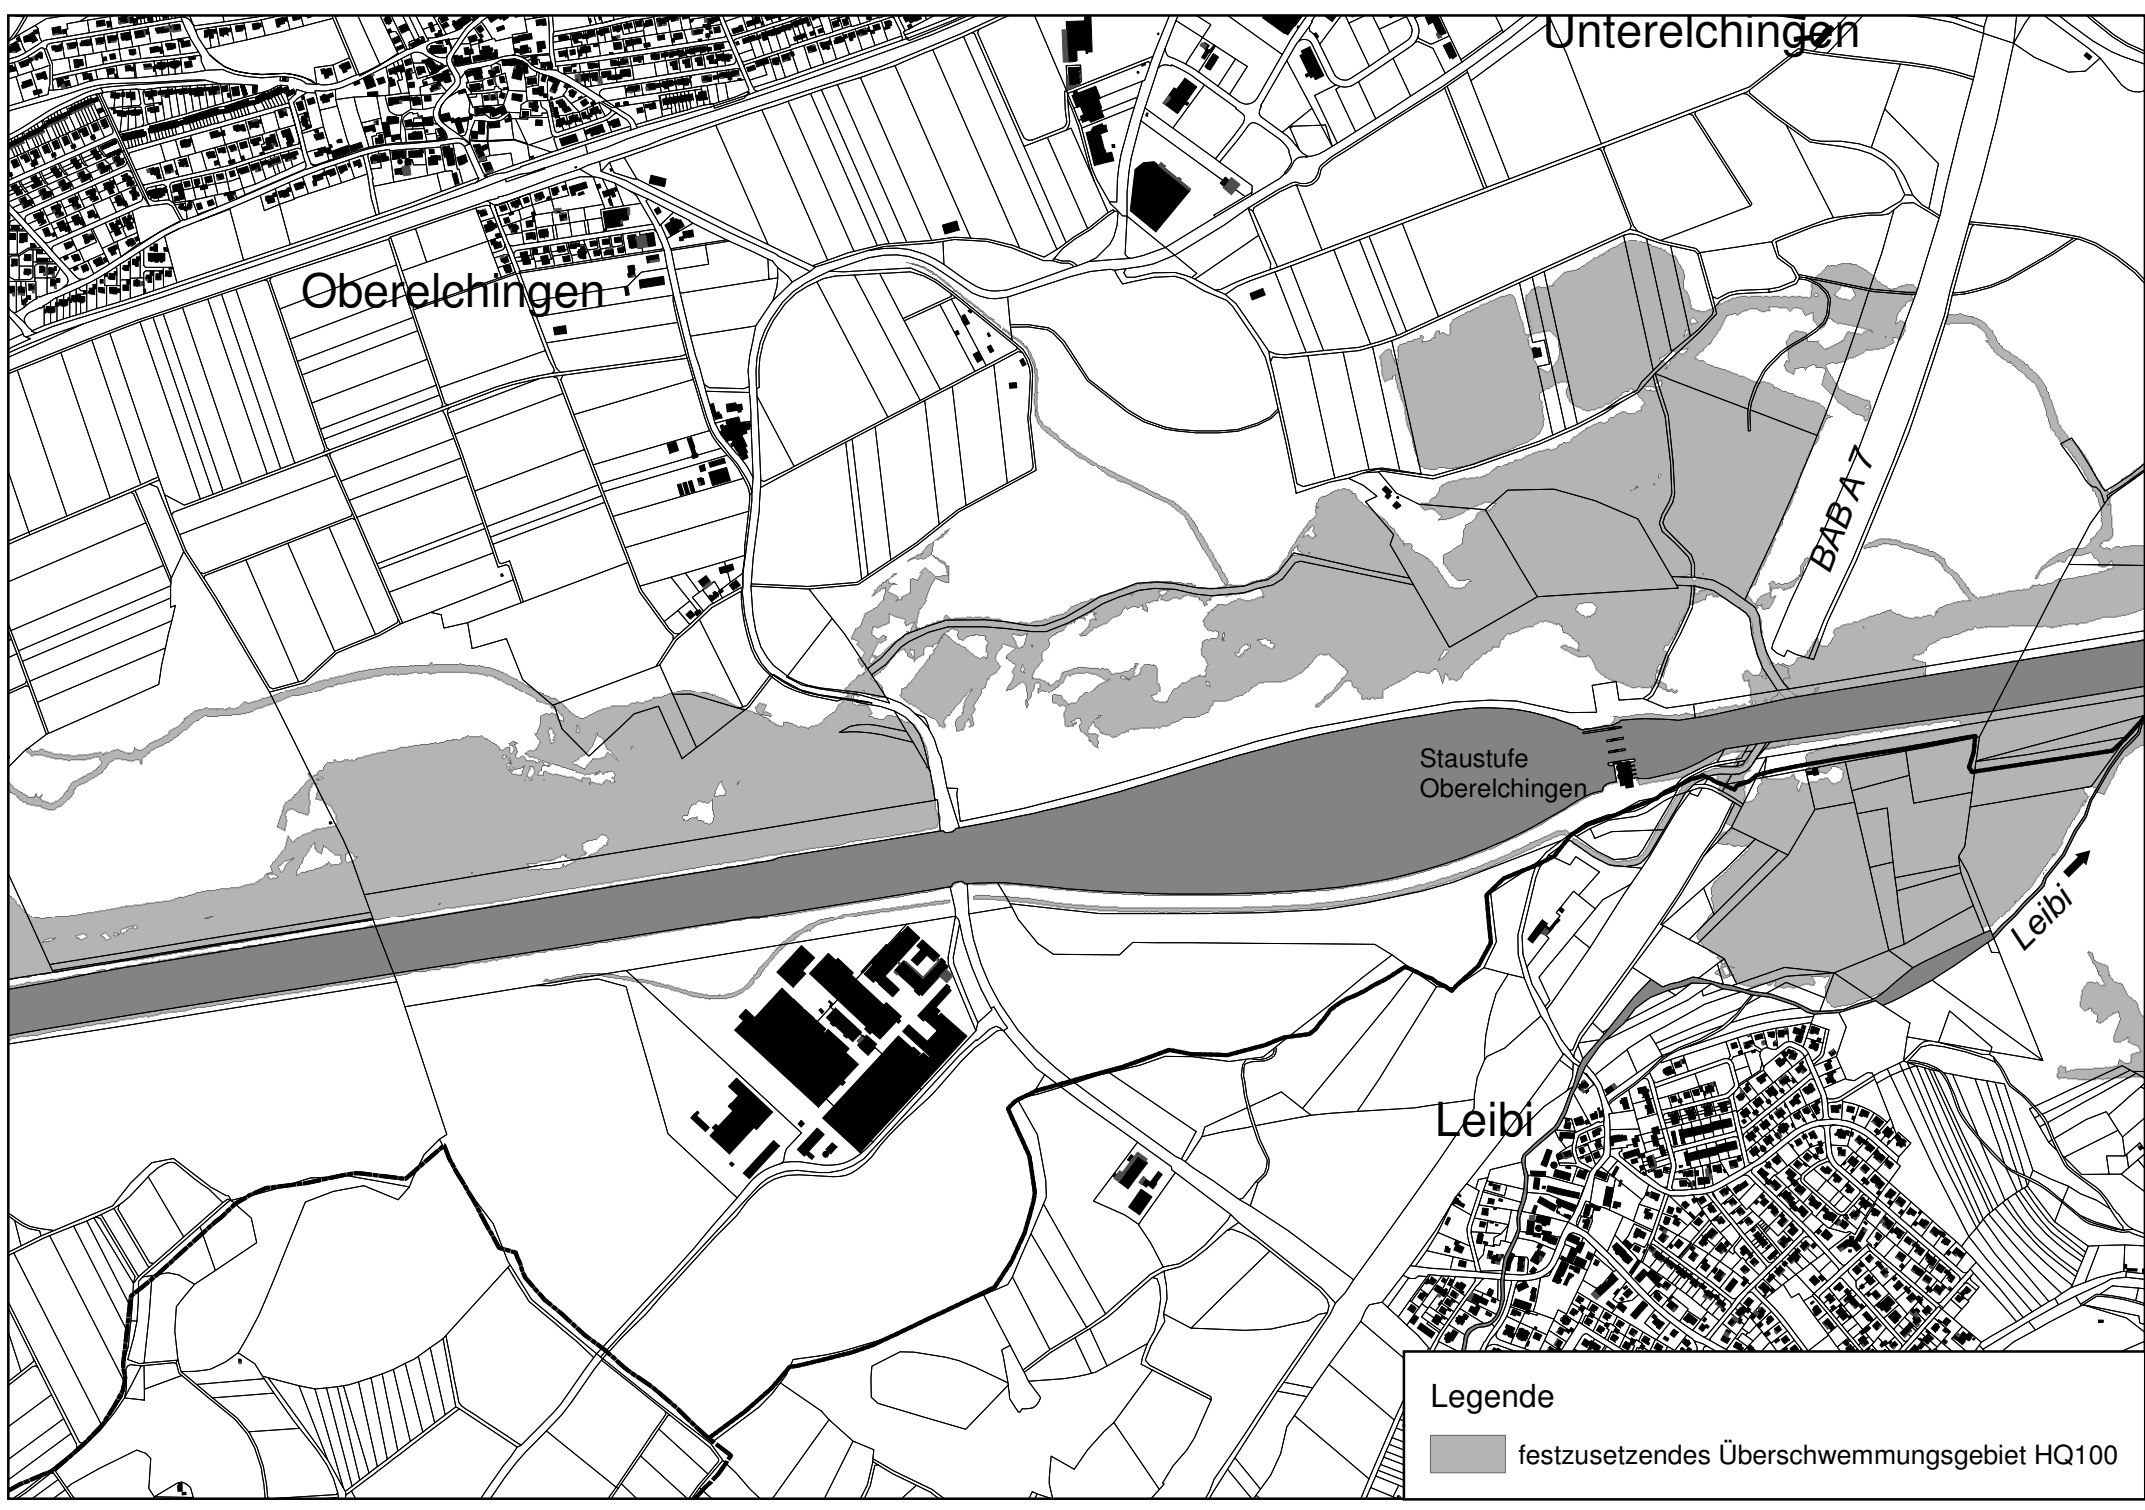 Unterelchingen
Oberelchingen
BAB A 7
Staustufe
Oberelchingen
Leibi
Leibi
Legende
festzusetzendes Überschwemmungsgebiet HQ100